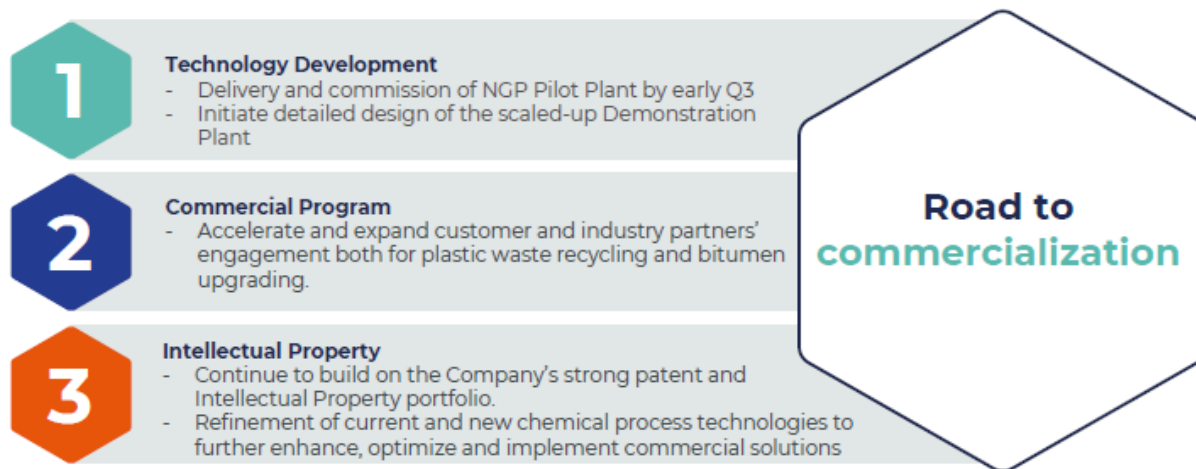 1
Technology Development
- Delivery and commission of NGP Pilot Plant by early Q3
- Initiate detailed design of the scaled-up Demonstration
Plant
2
Commercial Program
- Accelerate and expand customer and industry partners'
engagement both for plastic waste recycling and bitumen
upgrading.
3
Intellectual Property
- Continue to build on the Company's strong patent and
Intellectual Property portfolio.
- Refinement of current and new chemical process technologies to
further enhance, optimize and implement commercial solutions
Road to
commercialization